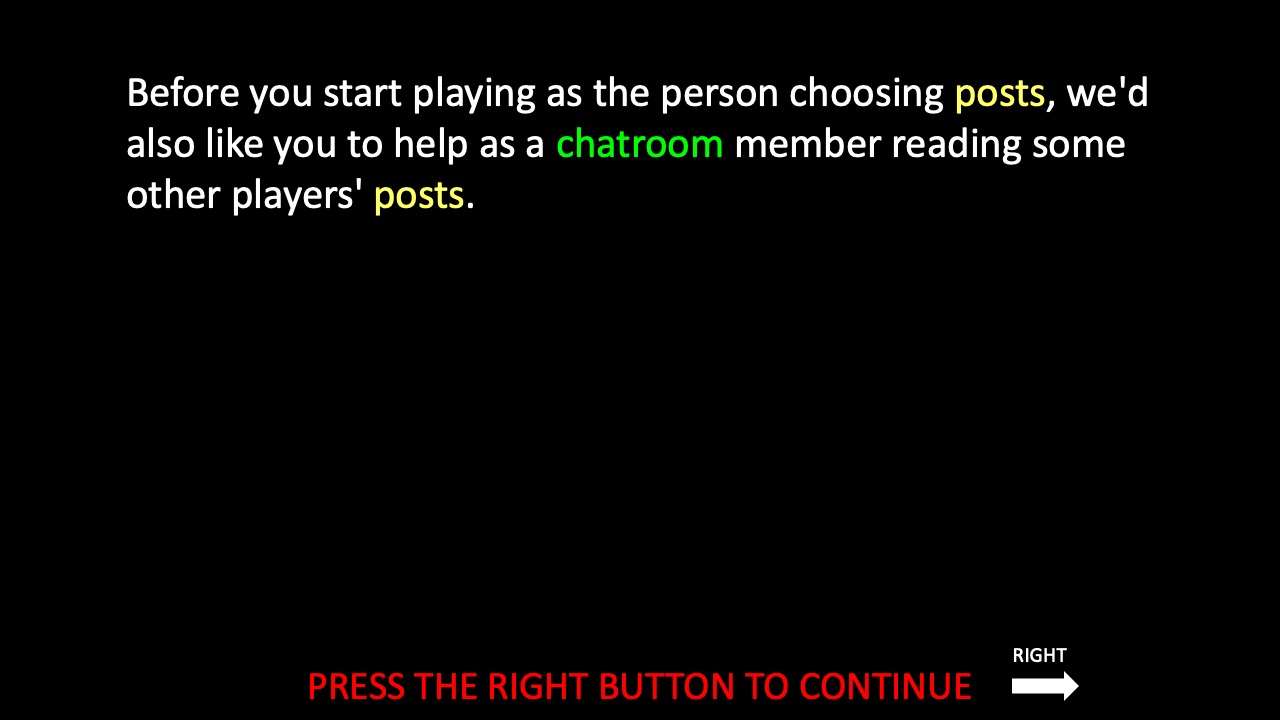 Before you start playing as the person choosing posts, we'd
also like you to help as a chatroom member reading some
other players' posts.
RIGHT
PRESS THE RIGHT BUTTON TO CONTINUE